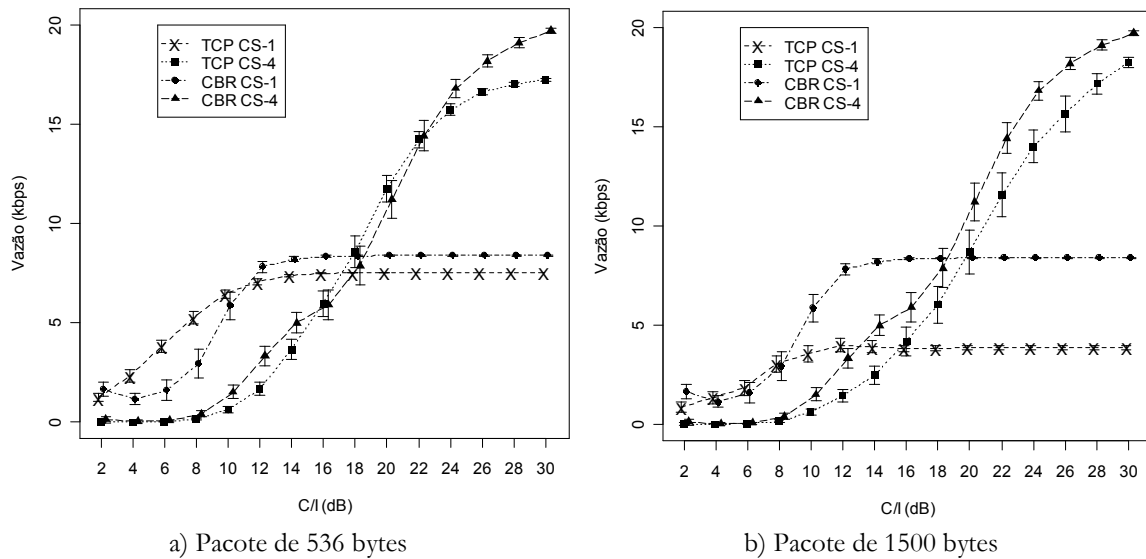 20
15
10
5
0
Vazão (kbps)
TCP CS-1
TCP CS-4
CBR CS-1
CBR CS-4
2 4 6 8 10 12 14 16 18 20 22 24 26 28 30
C/I (dB)
a) Pacote de 536 bytes
20
15
10
5
0
Vazão (kbps)
TCP CS-1
TCP CS-4
CBR CS-1
CBR CS-4
2 4 6 8 10 12 14 16 18 20 22 24 26 28 30
C/I (dB)
b) Pacote de 1500 bytes